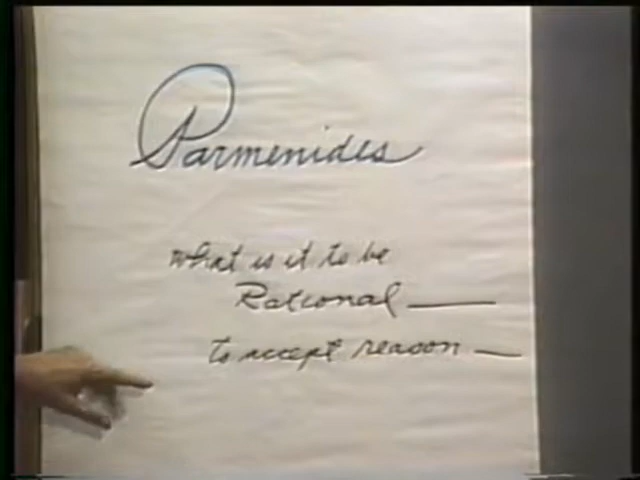 Parmenides
what is it to be
Rational —
to accept reason —